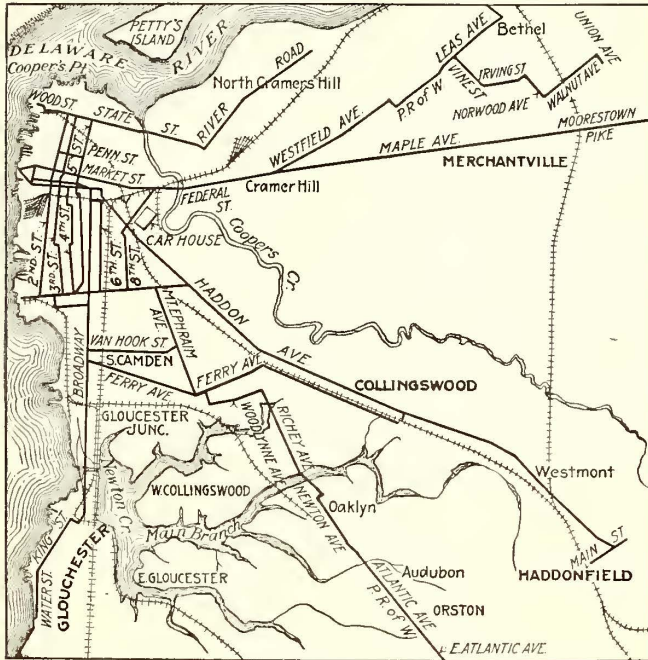 PETTY'S
ISLAND
DELAWARE
RIVER
Cooper's Pt.
WOOD ST.
STATE ST.
RIVER ROAD
North Cramers Hill
WESTFIELD AVE.
P.R of W
LEAS AVE
Bethel
VINE ST
IRVING ST
NORWOOD AVE
WALNUT AVE
UNION AVE
MAPLE AVE.
MOORESTOWN
PIKE
MERCHANTVILLE
PENN. ST.
MARKET ST.
5 T ST.
FEDERAL
ST.
Cramer Hill
CAR HOUSE
Coopers Cr.
2ND ST.
3RD ST.
4TH ST.
6TH ST.
8TH ST.
HADDON AVE
MT. EPHRAIM
AVE.
VAN HOOK ST
S.CAMDEN
BROADWAY
FERRY AVE
FERRY AVE
COLLINGSWOOD
GLOUCESTER
JUNC.
WOODLYNNE AVE
RICHEY AVE
NEWTON AVE
W.COLLINGSWOOD
Newton Cr.
Main Branch
Oaklyn
Westmont
MAIN ST
HADDONFIELD
KING ST.
WATER ST.
GLOUCHESTER
E.GLOUCESTER
ATLANTIC AVE
P.R. of W.
Audubon
ORSTON
E.ATLANTIC AVE.